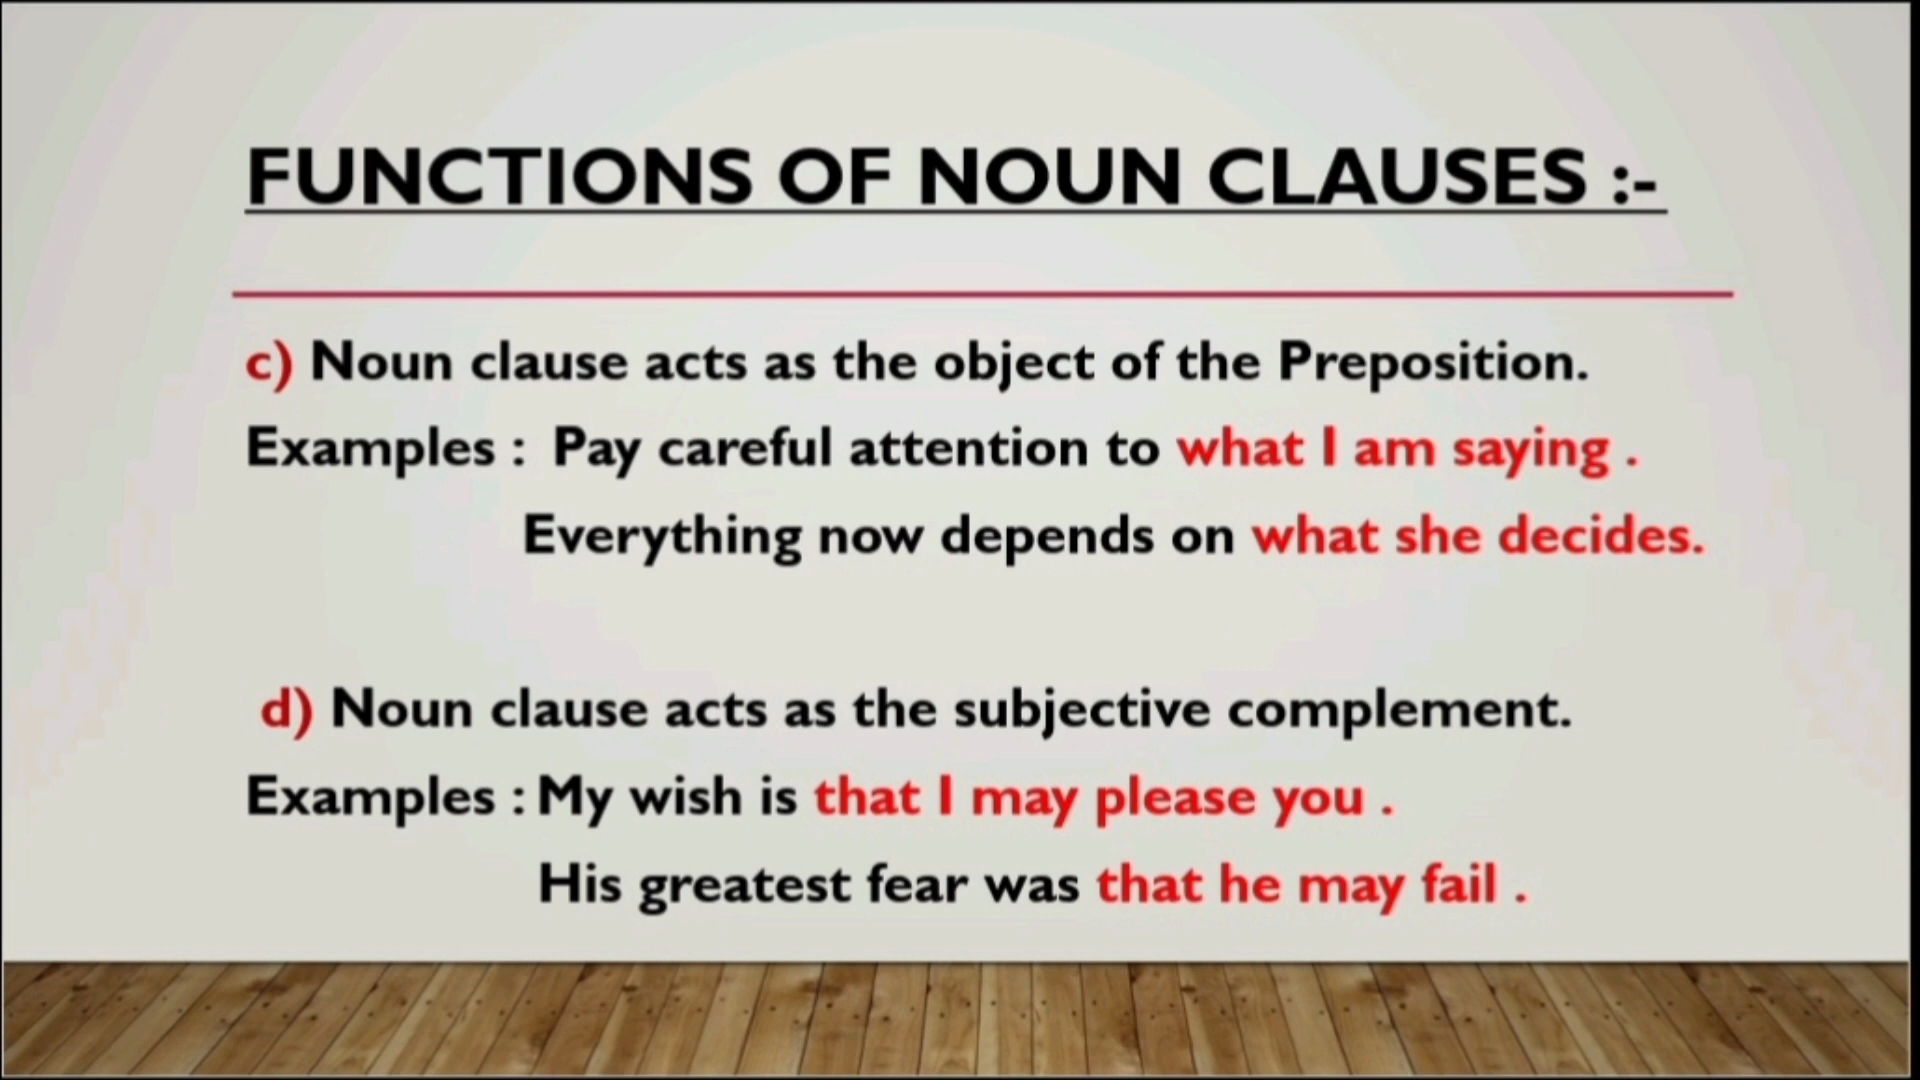 FUNCTIONS OF NOUN CLAUSES :-
c) Noun clause acts as the object of the Preposition.
Examples : Pay careful attention to what I am saying .
Everything now depends on what she decides.
d) Noun clause acts as the subjective complement.
Examples : My wish is that I may please you .
His greatest fear was that he may fail .